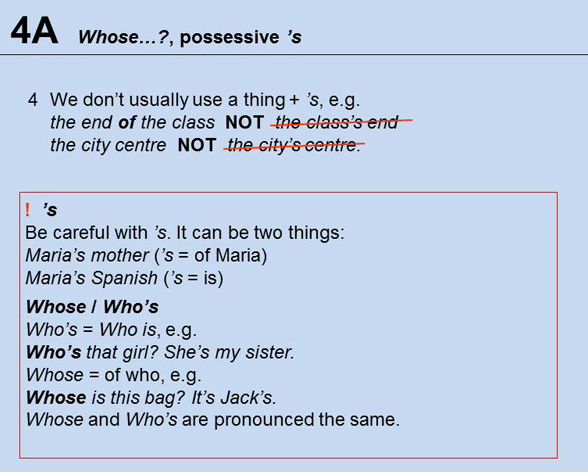 4A Whose...?, possessive ’s
4 We don’t usually use a thing + ’s, e.g.
the end of the class NOT the class’s end
the city centre NOT the city’s centre.
! ’s
Be careful with ’s. It can be two things:
Maria’s mother (’s = of Maria)
Maria’s Spanish (’s = is)
Whose / Who’s
Who’s = Who is, e.g.
Who’s that girl? She’s my sister.
Whose = of who, e.g.
Whose is this bag? It’s Jack’s.
Whose and Who’s are pronounced the same.